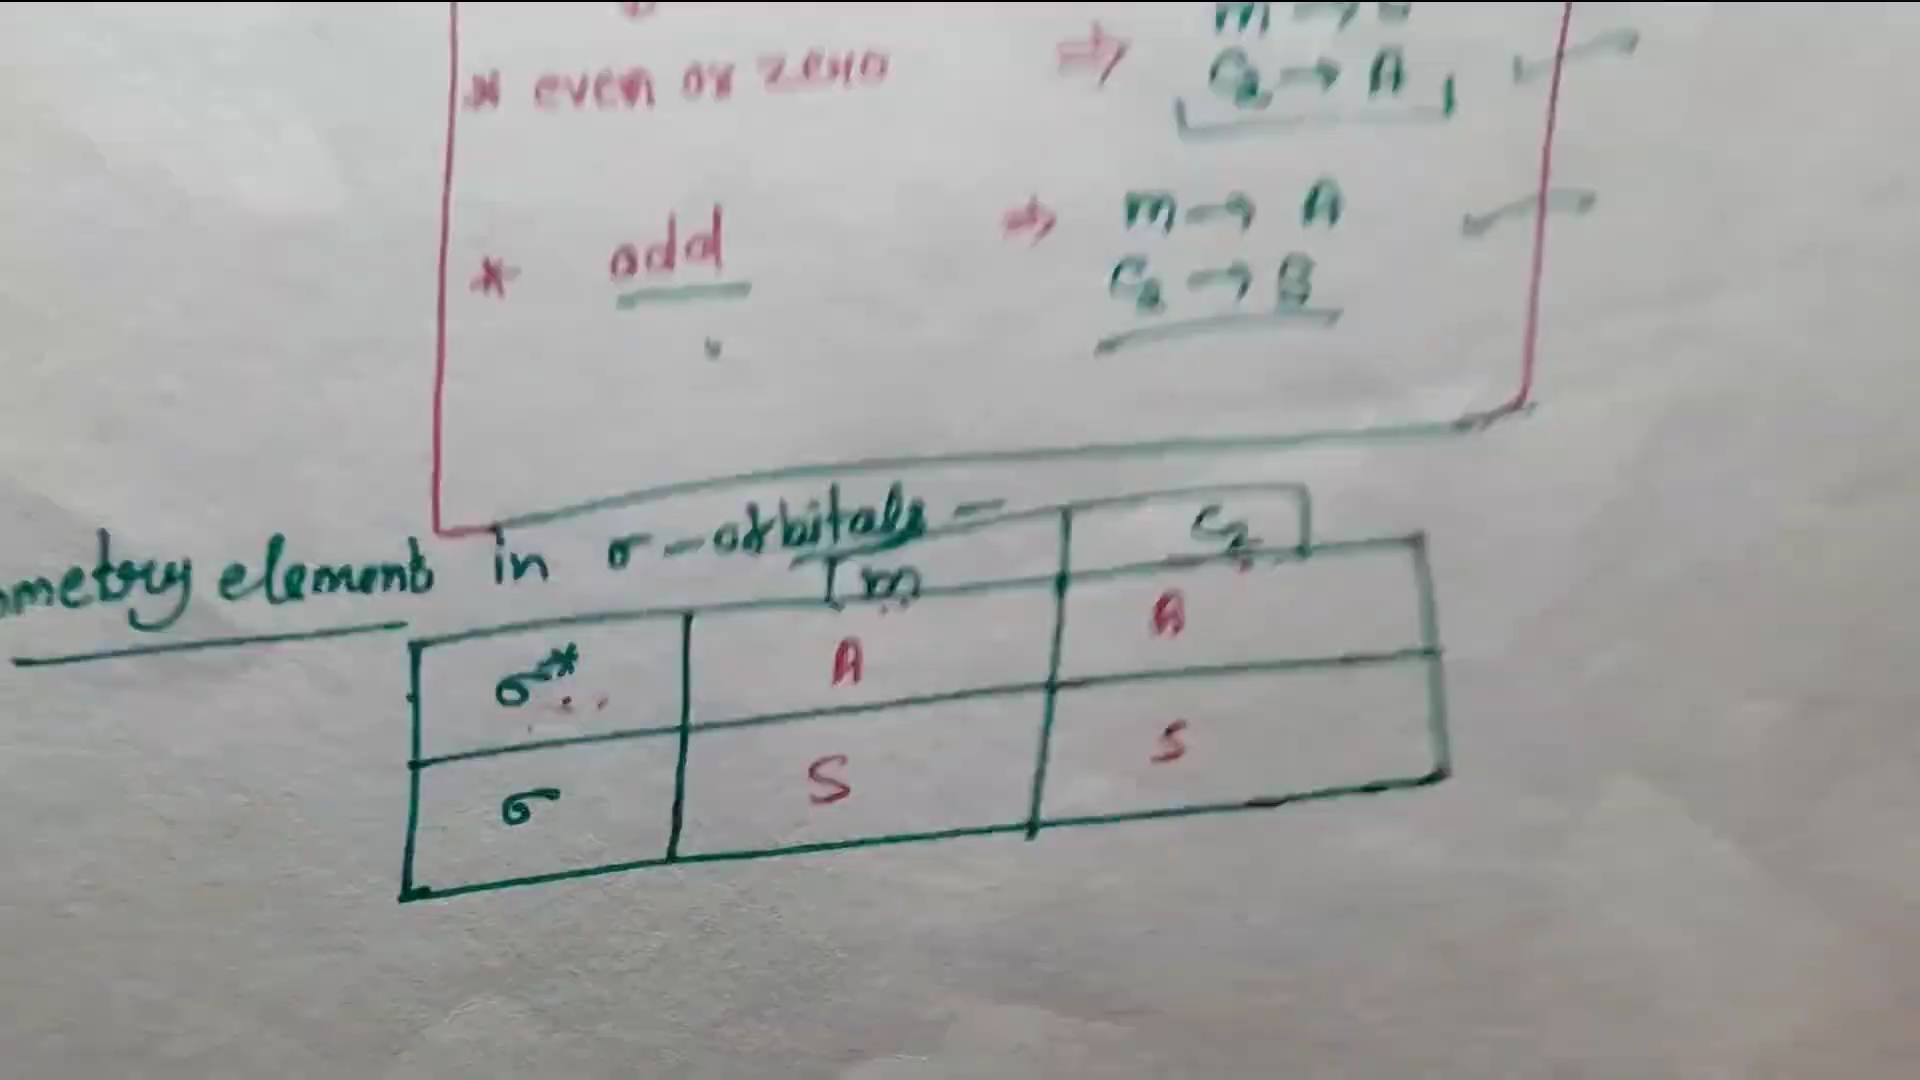 m → S
* even or zero ⇒ C₂ → A
* odd ⇒ m → A
C₂ → B
metry element in σ-orbitals -
m C₂
σ* A A
σ S S